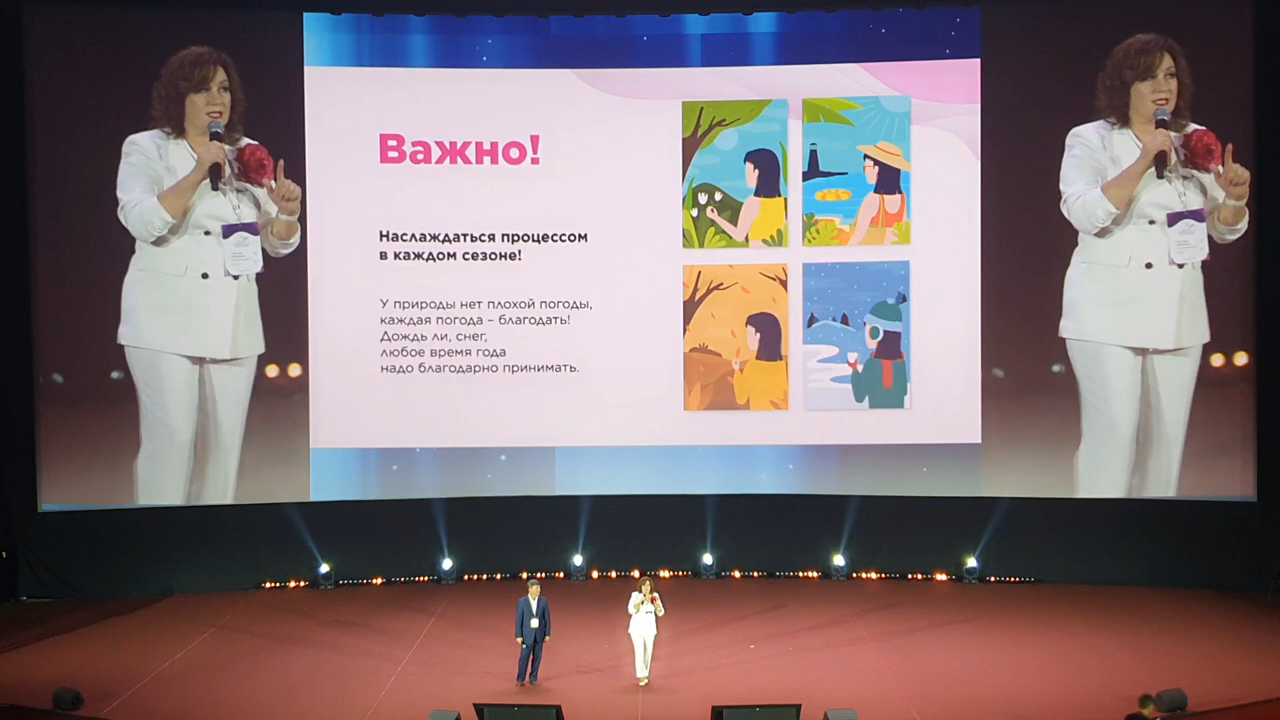 Важно!
Наслаждаться процессом
в каждом сезоне!
У природы нет плохой погоды,
каждая погода – благодать!
Дождь ли, снег,
любое время года
надо благодарно принимать.